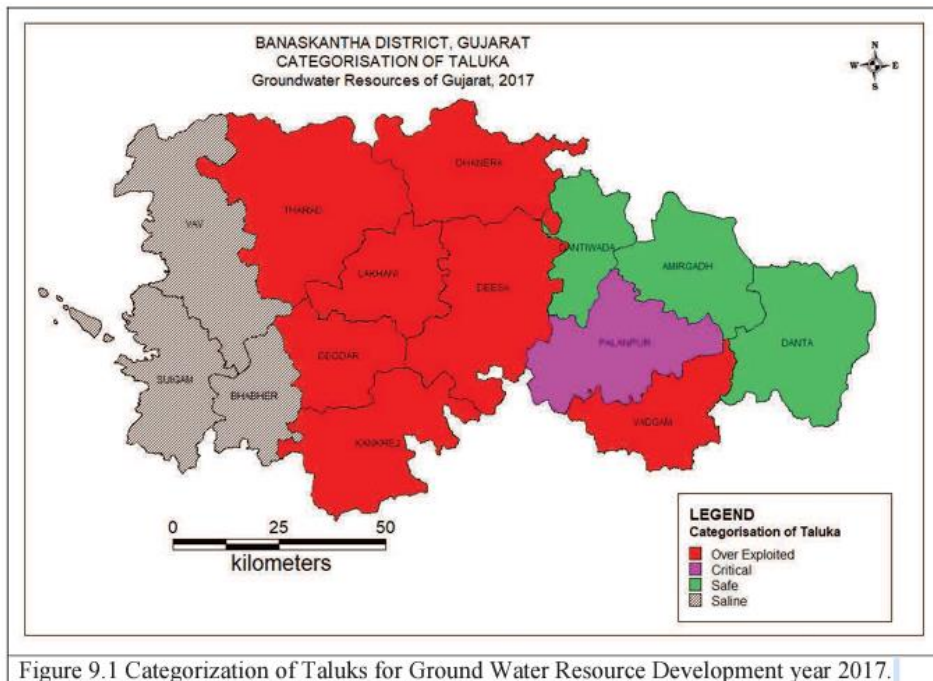 BANASKANTHA DISTRICT, GUJARAT
CATEGORISATION OF TALUKA
Groundwater Resources of Gujarat, 2017
N
W E
S
DHANERA
THARAD
VAV
DANTIWADA
LAKHANI
AMIRGADH
DEESA
PALANPUR
DANTA
DEODAR
SUIGAM
BHABHER
VADGAM
KANKREJ
0 25 50
kilometers
LEGEND
Categorisation of Taluka
Over Exploited
Critical
Safe
Saline
Figure 9.1 Categorization of Taluks for Ground Water Resource Development year 2017.